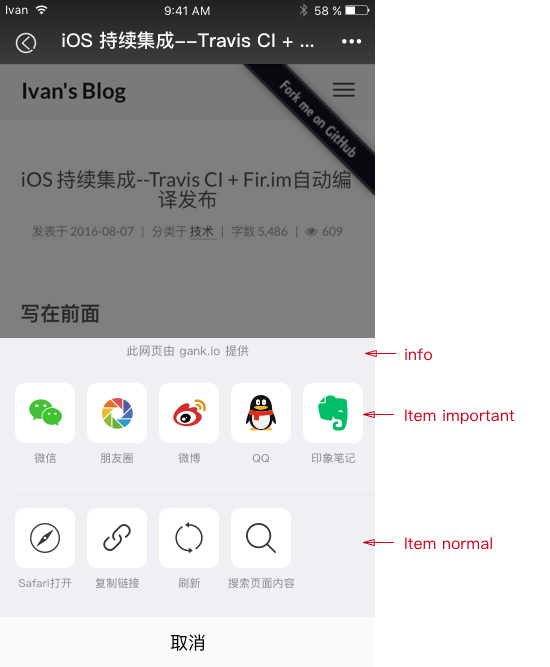 Ivan 9:41 AM 58 %
iOS 持续集成--Travis CI + ...
Ivan's Blog
Fork me on GitHub
iOS 持续集成--Travis CI + Fir.im自动编
译发布
发表于 2016-08-07 | 分类于 技术 | 字数 5,486 | 609
写在前面
此网页由 gank.io 提供
info
Item important
微信 朋友圈 微博 QQ 印象笔记
Item normal
Safari打开 复制链接 刷新 搜索页面内容
取消